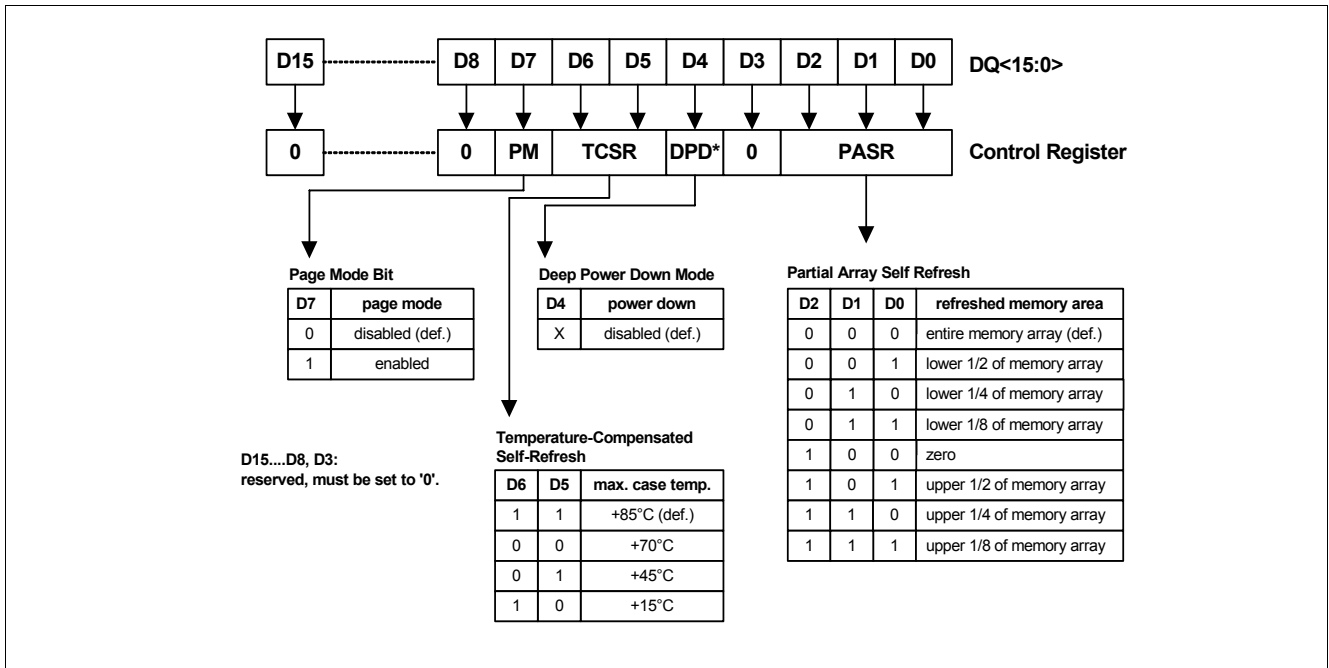 D15 D8 D7 D6 D5 D4 D3 D2 D1 D0 DQ<15:0>
0 0 PM TCSR DPD* 0 PASR Control Register
Page Mode Bit
D7 page mode
0 disabled (def.)
1 enabled
Deep Power Down Mode
D4 power down
X disabled (def.)
Partial Array Self Refresh
D2 D1 D0 refreshed memory area
0 0 0 entire memory array (def.)
0 0 1 lower 1/2 of memory array
0 1 0 lower 1/4 of memory array
0 1 1 lower 1/8 of memory array
1 0 0 zero
1 0 1 upper 1/2 of memory array
1 1 0 upper 1/4 of memory array
1 1 1 upper 1/8 of memory array
D15....D8, D3:
reserved, must be set to '0'.
Temperature-Compensated
Self-Refresh
D6 D5 max. case temp.
1 1 +85°C (def.)
0 0 +70°C
0 1 +45°C
1 0 +15°C